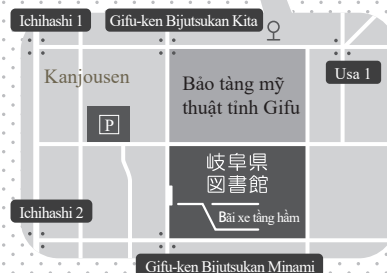 Ichihashi 1
Gifu-ken Bijutsukan Kita
Kanjousen
Bảo tàng mỹ
thuật tỉnh Gifu
Usa 1
P
岐阜県
図書館
Bãi xe tầng hầm
Ichihashi 2
Gifu-ken Bijutsukan Minami